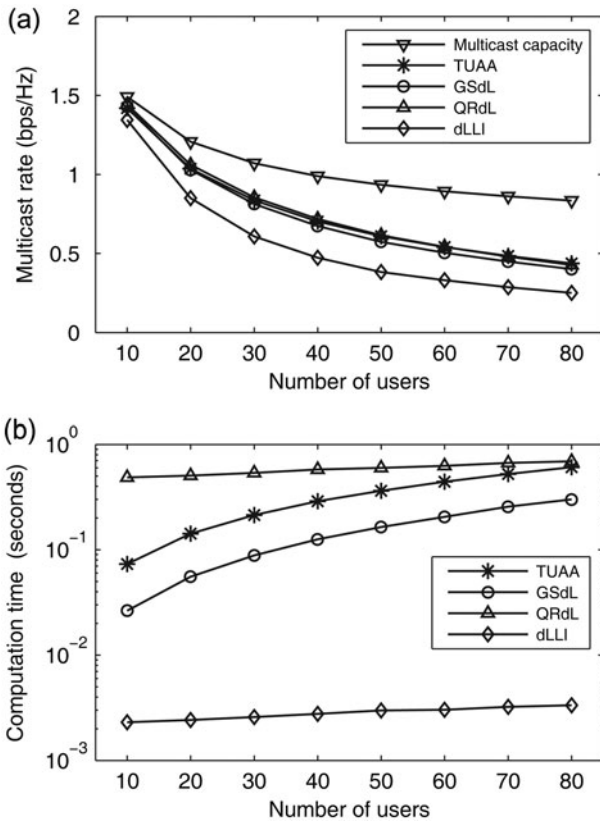 (a)
Multicast rate (bps/Hz)
2
1.5
1
0.5
0
Multicast capacity
TUAA
GSdL
QRdL
dLLI
10 20 30 40 50 60 70 80
Number of users
(b)
Computation time (seconds)
10^0
10^−1
10^−2
10^−3
TUAA
GSdL
QRdL
dLLI
10 20 30 40 50 60 70 80
Number of users